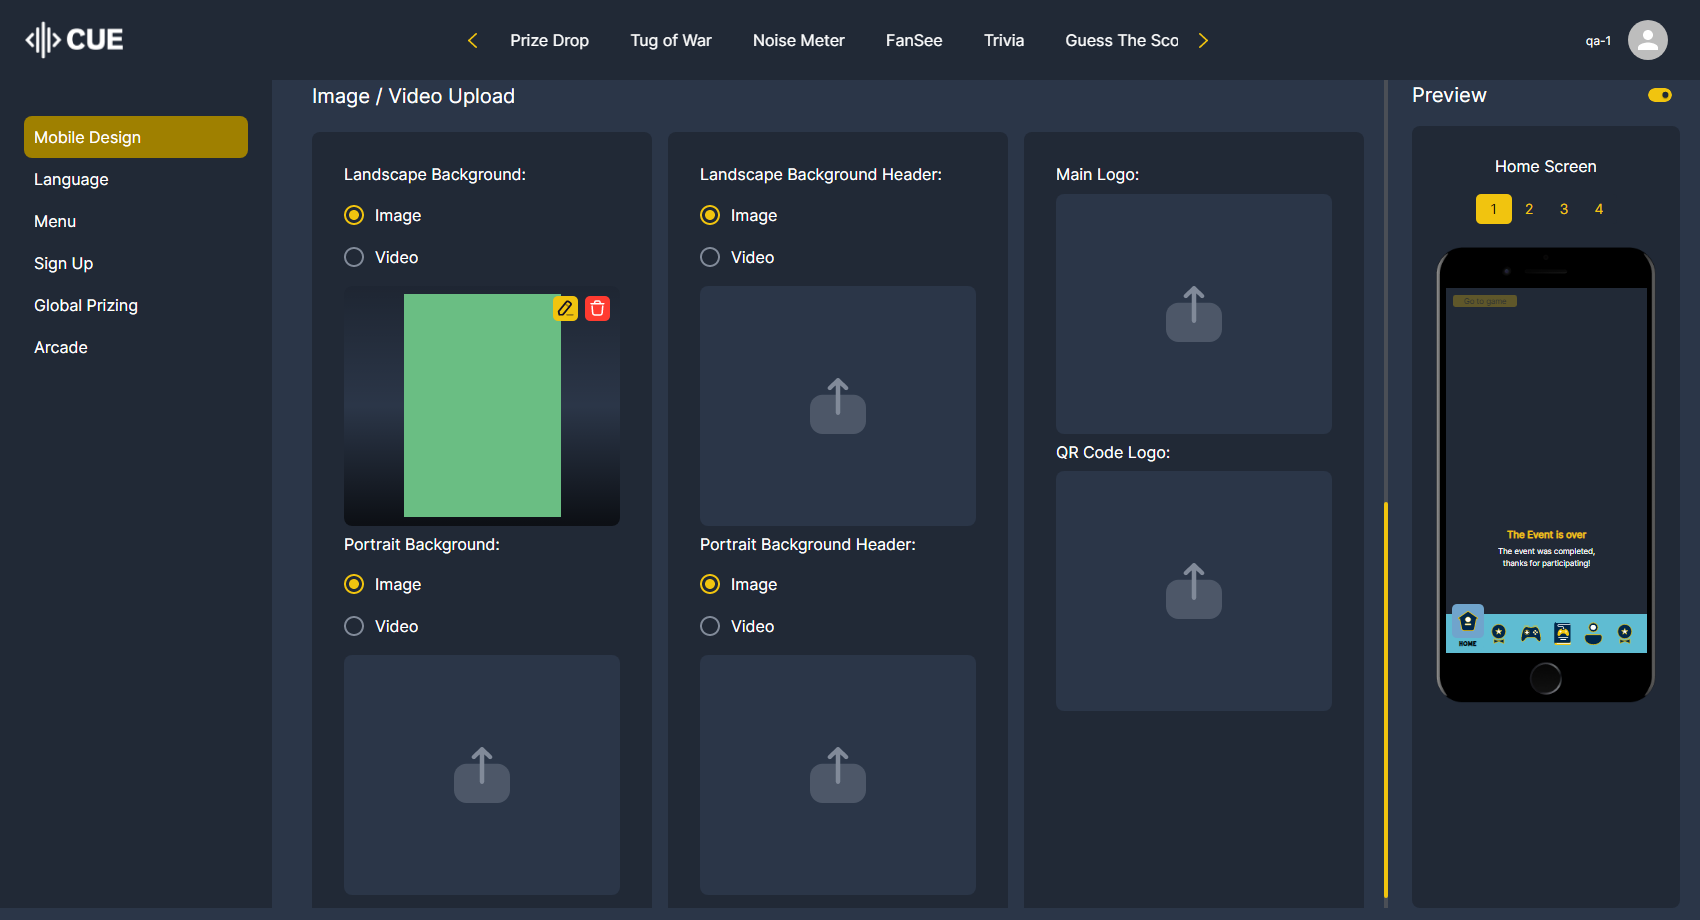 CUE
Prize Drop
Tug of War
Noise Meter
FanSee
Trivia
Guess The Sco
qa-1
Mobile Design
Language
Menu
Sign Up
Global Prizing
Arcade
Image / Video Upload
Landscape Background:
Image
Video
Portrait Background:
Image
Video
Landscape Background Header:
Image
Video
Portrait Background Header:
Image
Video
Main Logo:
QR Code Logo:
Preview
Home Screen
1 2 3 4
Go to game
The Event is over
The event was completed,
thanks for participating!
HOME